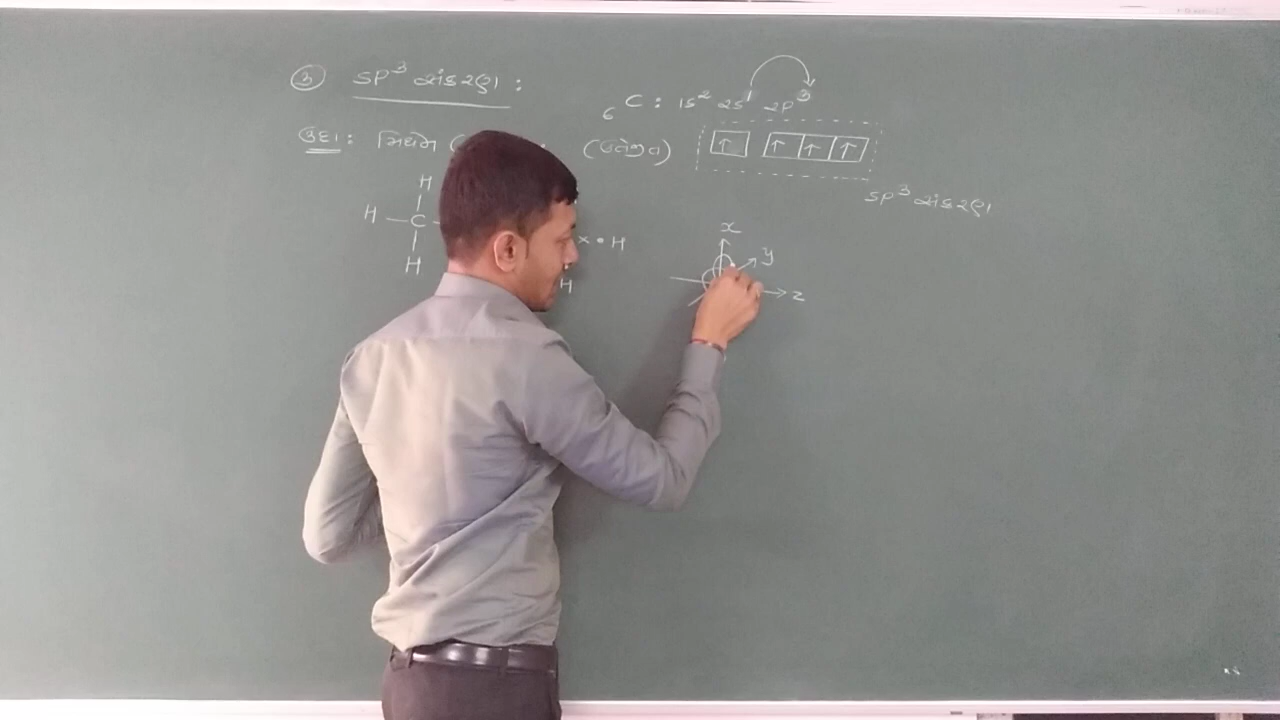 ③ SP³ સંકરણ :
₆C : 1s² 2s¹ 2p³
ઉદા : મિથેન (
(ઉત્તેજીત) ↑ ↑ ↑ ↑
SP³ સંકરણ
H
H – C –
H
x • H
H
x
y
z